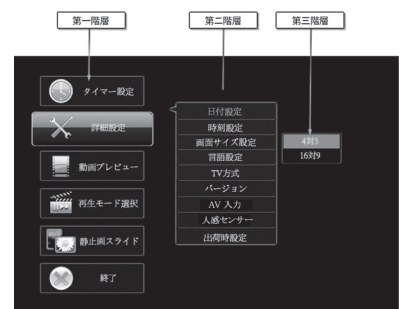 第一階層
第二階層
第三階層
タイマー設定
詳細設定
動画プレビュー
再生モード選択
静止画スライド
終了
日付設定
時刻設定
画面サイズ設定
言語設定
TV方式
バージョン
AV 入力
人感センサー
出荷時設定
4対3
16対9